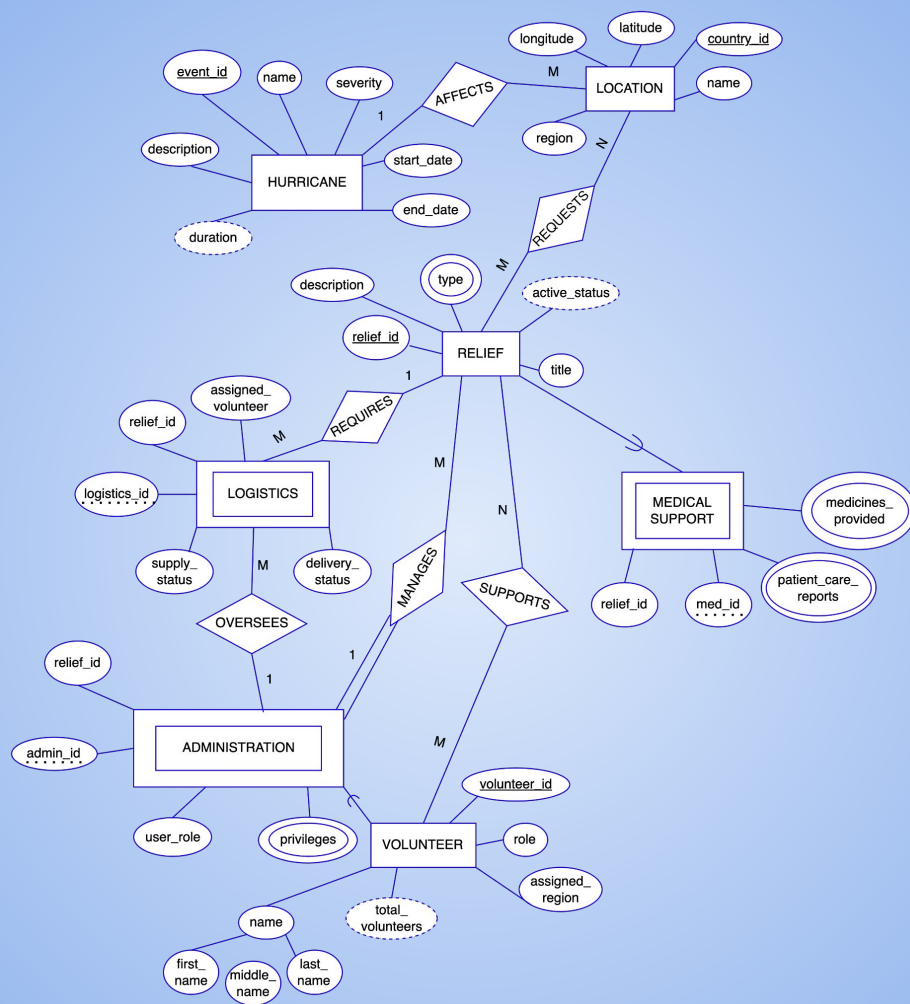 latitude
longitude
country_id
event_id
name
severity
AFFECTS
M
LOCATION
name
1
region
N
description
start_date
HURRICANE
end_date
duration
REQUESTS
M
type
description
active_status
relief_id
RELIEF
title
1
assigned_
volunteer
relief_id
REQUIRES
M
M
LOGISTICS
logistics_id
N
MEDICAL
SUPPORT
medicines_
provided
supply_
status
M
delivery_
status
MANAGES
SUPPORTS
patient_care_
reports
relief_id
med_id
OVERSEES
relief_id
1
1
M
ADMINISTRATION
admin_id
volunteer_id
user_role
privileges
VOLUNTEER
role
assigned_
region
total_
volunteers
name
first_
name
middle_
name
last_
name